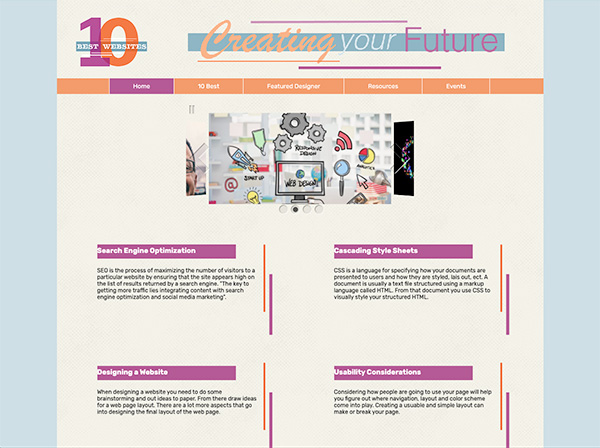 10
BEST WEBSITES
Creating your Future
Home
10 Best
Featured Designer
Resources
Events
RESPONSIVE
DESIGN
START UP
WEB DESIGN
ANALYTICS
@
Search Engine Optimization
SEO is the process of maximizing the number of visitors to a
particular website by ensuring that the site appears high on
the list of results returned by a search engine. "The key to
getting more traffic lies integrating content with search
engine optimization and social media marketing".
Cascading Style Sheets
CSS is a language for specifying how your documents are
presented to users and how they are styled, lais out, ect. A
document is usually a text file structured using a markup
language called HTML. From that document you use CSS to
visually style your structured HTML.
Designing a Website
When designing a website you need to do some
brainstorming and out ideas to paper. From there draw ideas
for a web page layout. There are a lot more aspects that go
into designing the final layout of the web page.
Usability Considerations
Considering how people are going to use your page will help
you figure out where navigation, layout and color scheme
come into play. Creating a usuable and simple layout can
make or break your page.